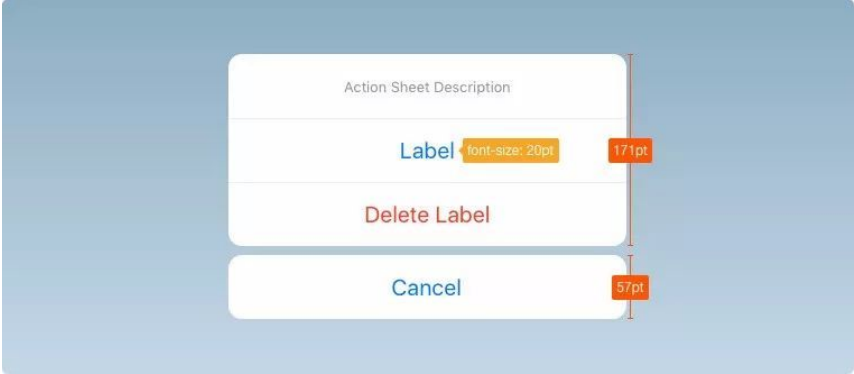 Action Sheet Description
Label
font-size: 20pt
171pt
Delete Label
Cancel
57pt